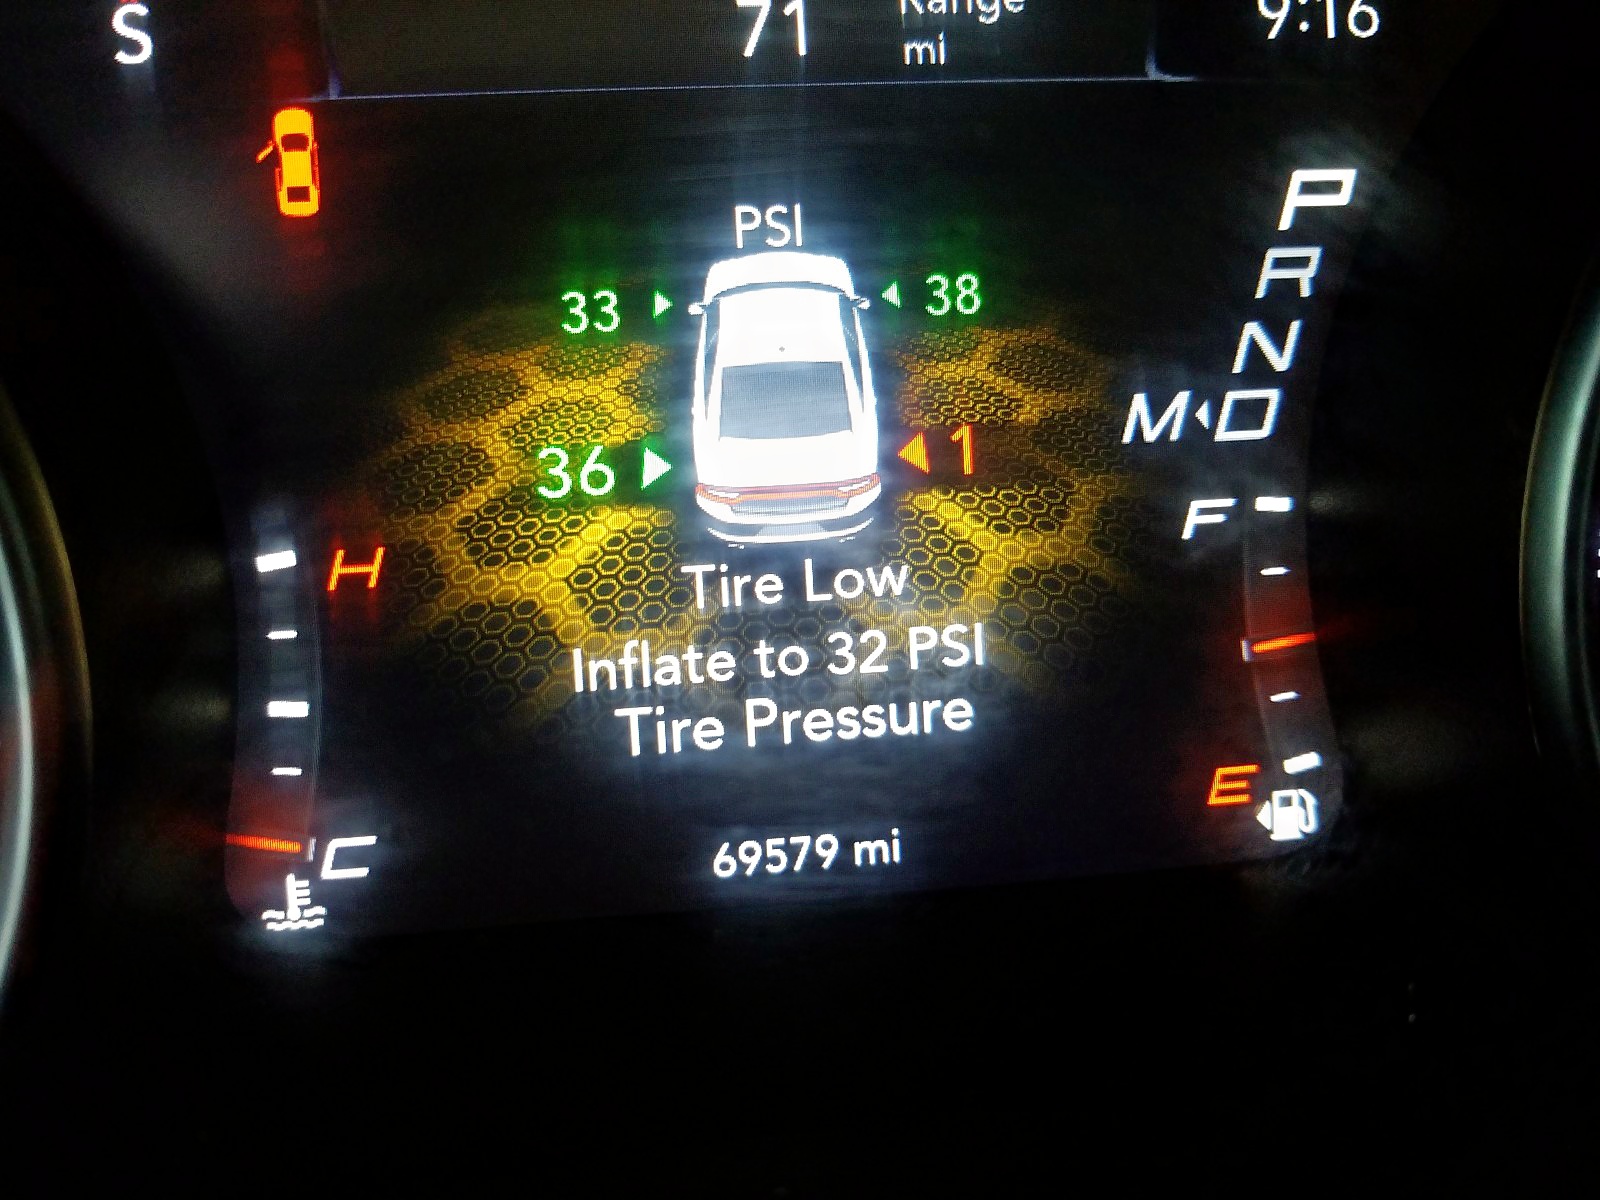 S
71
Range
mi
9:16
PSI
33
38
36
1
Tire Low
Inflate to 32 PSI
Tire Pressure
69579 mi
H
C
P
R
N
M D
F
E